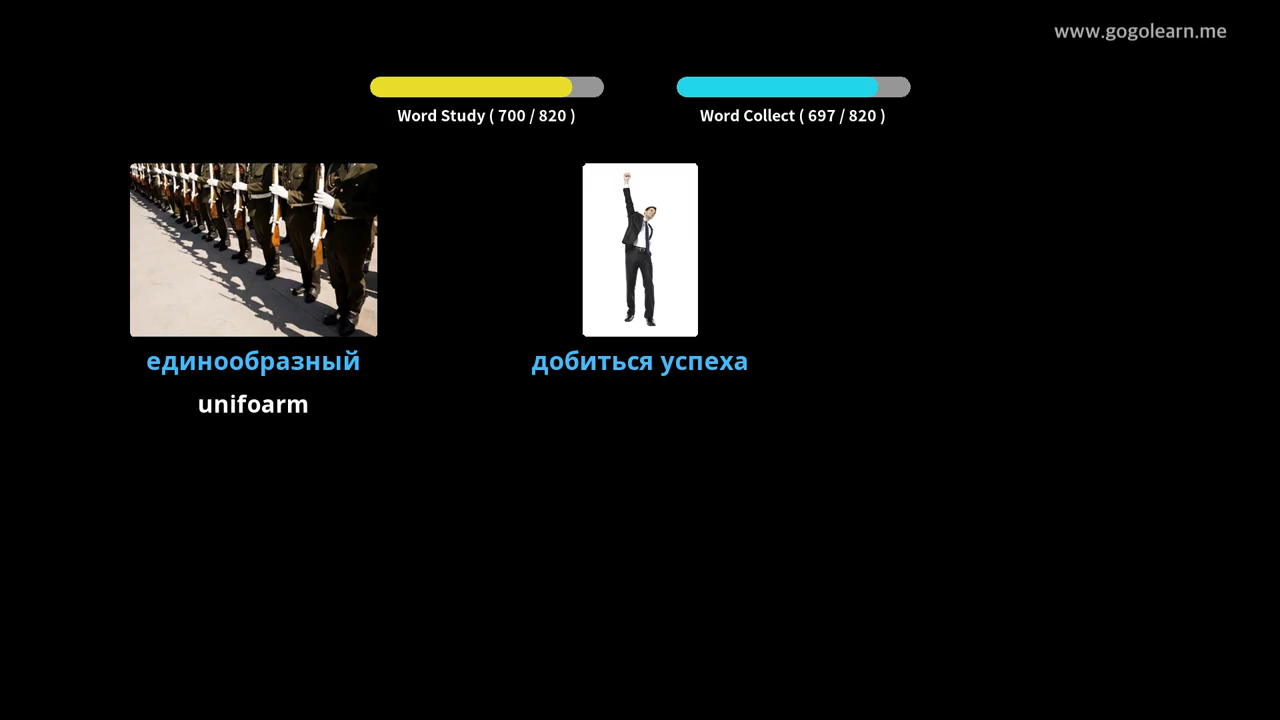 www.gogolearn.me
Word Study ( 700 / 820 )
Word Collect ( 697 / 820 )
единообразный
добиться успеха
unifoarm